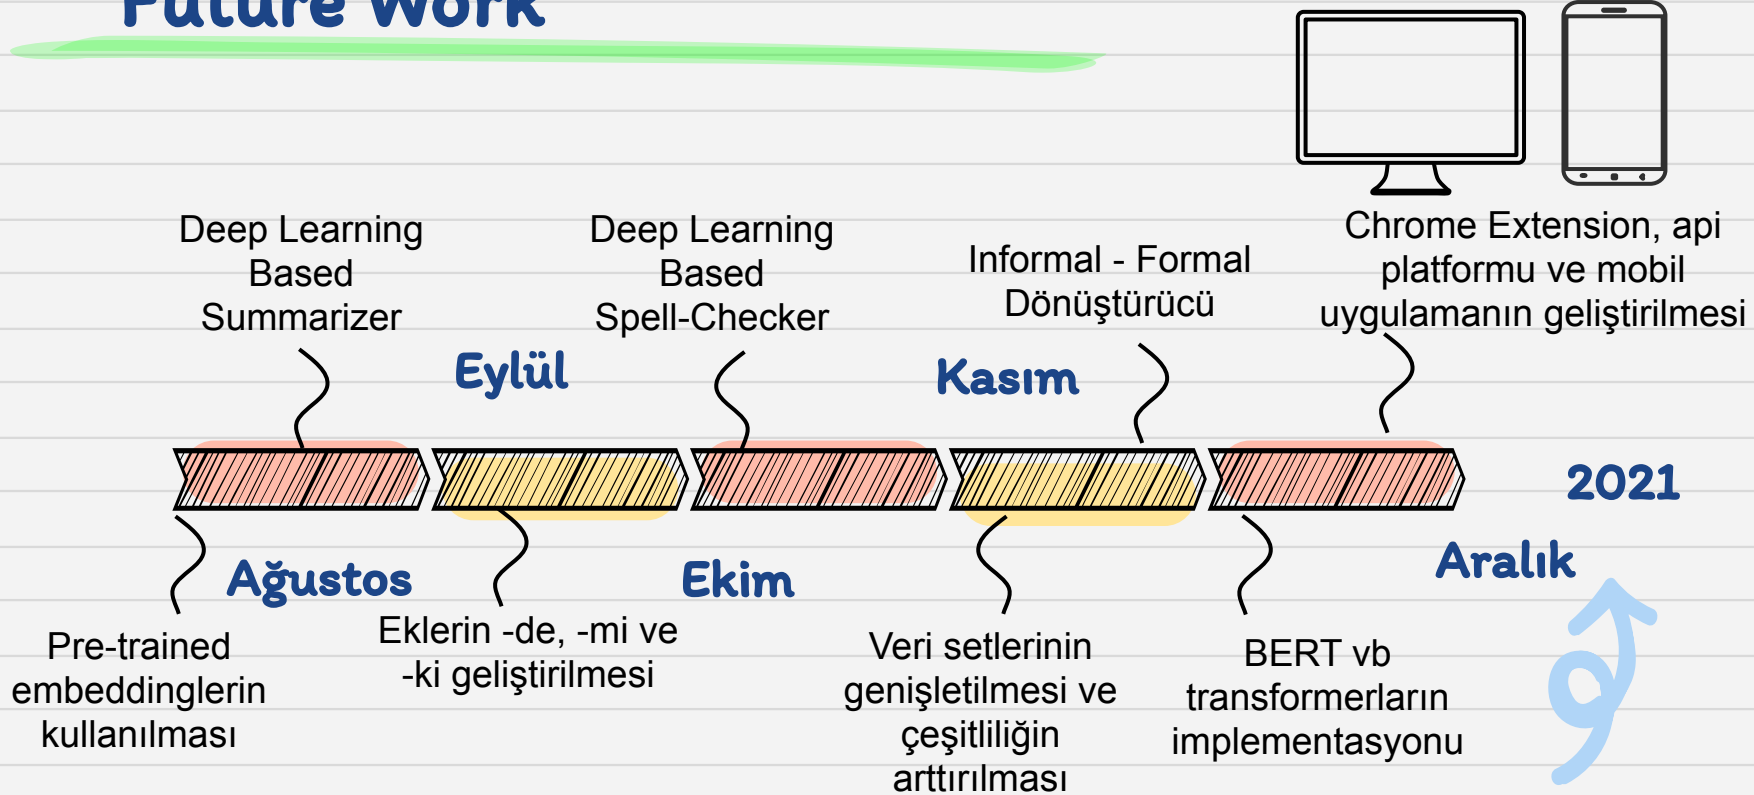 Future Work
Deep Learning
Based
Summarizer
Deep Learning
Based
Spell-Checker
Informal - Formal
Dönüştürücü
Chrome Extension, api
platformu ve mobil
uygulamanın geliştirilmesi
Eylül
Kasım
2021
Ağustos
Ekim
Aralık
Pre-trained
embeddinglerin
kullanılması
Eklerin -de, -mi ve
-ki geliştirilmesi
Veri setlerinin
genişletilmesi ve
çeşitliliğin
arttırılması
BERT vb
transformerların
implementasyonu